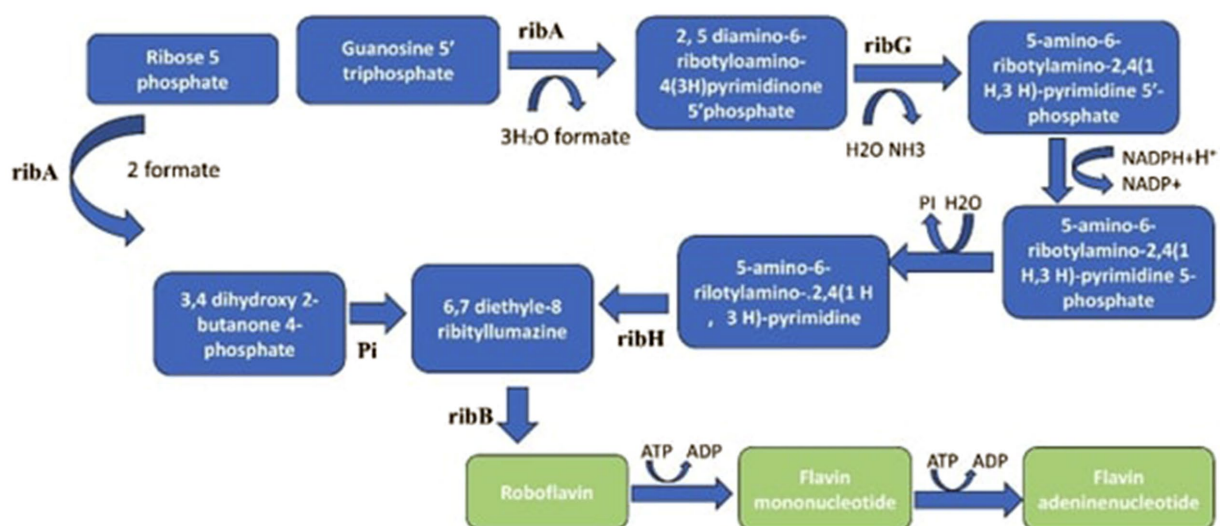 Ribose 5
phosphate
Guanosine 5'
triphosphate
ribA
3H₂O formate
2, 5 diamino-6-
ribotyloamino-
4(3H)pyrimidinone
5'phosphate
ribG
H2O NH3
5-amino-6-
ribotylamino-2,4(1
H,3 H)-pyrimidine 5'-
phosphate
NADPH+H⁺
NADP+
ribA
2 formate
5-amino-6-
ribotylamino-2,4(1
H,3 H)-pyrimidine 5-
phosphate
PI H2O
5-amino-6-
rilotylamino-.2,4(1 H
, 3 H)-pyrimidine
ribH
3,4 dihydroxy 2-
butanone 4-
phosphate
Pi
6,7 diethyle-8
ribityllumazine
ribB
Roboflavin
ATP ADP
Flavin
mononucleotide
ATP ADP
Flavin
adeninenucleotide